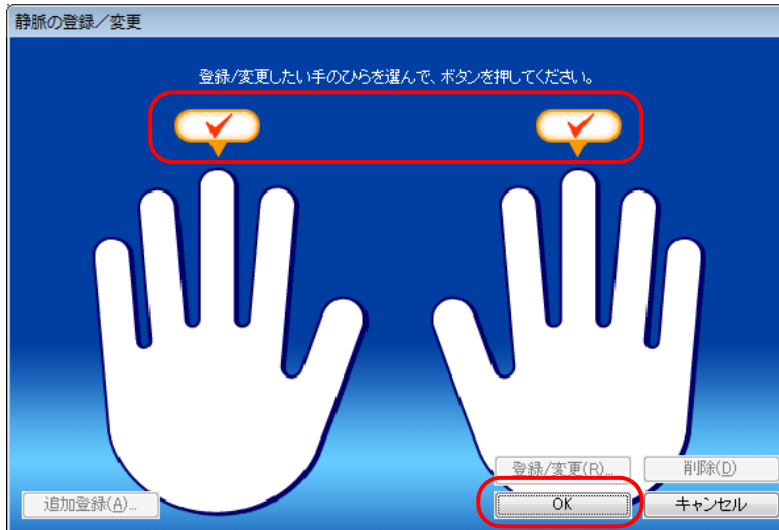 静脈の登録／変更
登録/変更したい手のひらを選んで、ボタンを押してください。
登録/変更(R)...
削除(D)
追加登録(A)...
OK
キャンセル